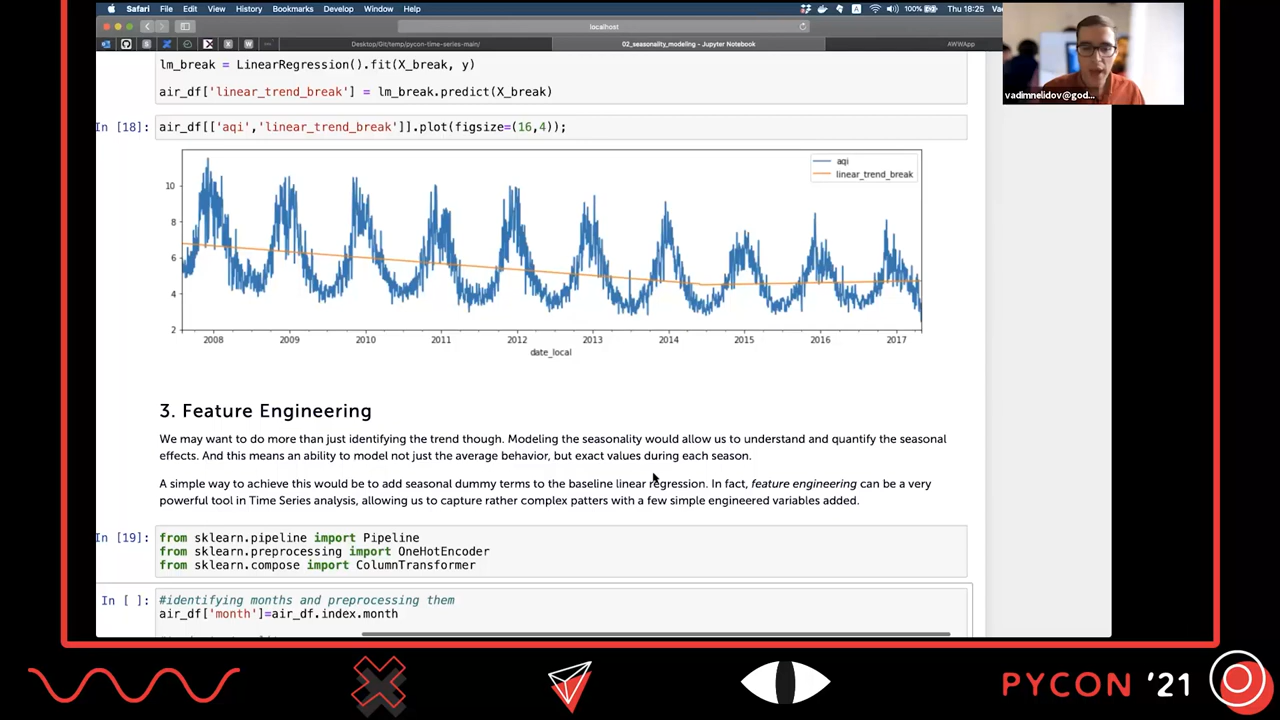 Safari File Edit View History Bookmarks Develop Window Help 100% Thu 18:25
localhost
Desktop/Git/temp/pycon-time-series-main/ 02_seasonality_modeling - Jupyter Notebook AWWApp
vadimnelidov@god...
lm_break = LinearRegression().fit(X_break, y)
air_df['linear_trend_break'] = lm_break.predict(X_break)
In [18]: air_df[['aqi','linear_trend_break']].plot(figsize=(16,4));
aqi
linear_trend_break
10
8
6
4
2
2008 2009 2010 2011 2012 2013 2014 2015 2016 2017
date_local
3. Feature Engineering
We may want to do more than just identifying the trend though. Modeling the seasonality would allow us to understand and quantify the seasonal
effects. And this means an ability to model not just the average behavior, but exact values during each season.
A simple way to achieve this would be to add seasonal dummy terms to the baseline linear regression. In fact, feature engineering can be a very
powerful tool in Time Series analysis, allowing us to capture rather complex patters with a few simple engineered variables added.
In [19]: from sklearn.pipeline import Pipeline
from sklearn.preprocessing import OneHotEncoder
from sklearn.compose import ColumnTransformer
In [ ]: #identifying months and preprocessing them
air_df['month']=air_df.index.month
PYCON '21